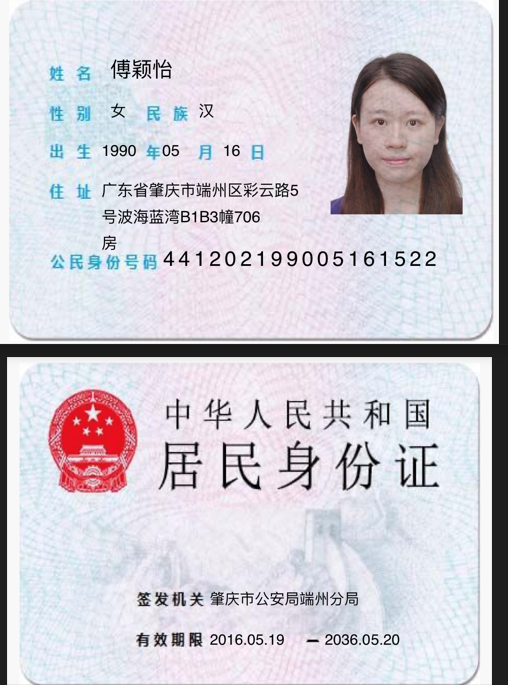 姓名 傅颖怡
性别 女 民族 汉
出生 1990 年05 月 16 日
住址 广东省肇庆市端州区彩云路5
号波海蓝湾B1B3幢706
房
公民身份号码 441202199005161522
中华人民共和国
居民身份证
签发机关 肇庆市公安局端州分局
有效期限 2016.05.19 — 2036.05.20